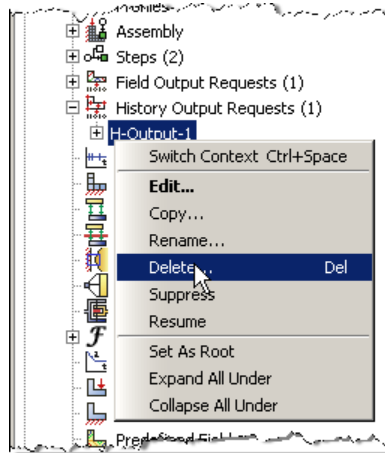 Profiles
Assembly
Steps (2)
Field Output Requests (1)
History Output Requests (1)
H-Output-1
Switch Context Ctrl+Space
Edit...
Copy...
Rename...
Delete... Del
Suppress
Resume
Set As Root
Expand All Under
Collapse All Under
Predefined Fields